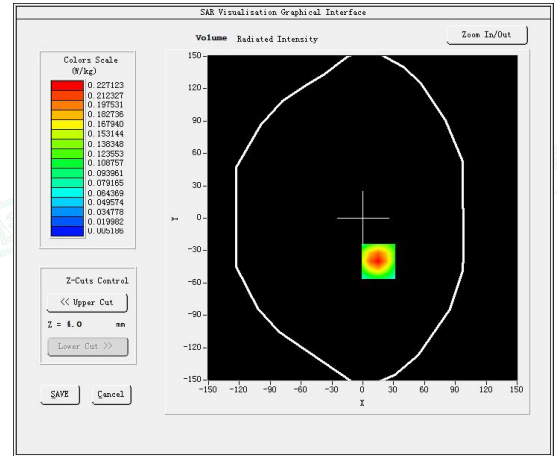 SAR Visualisation Graphical Interface
Volume Radiated Intensity
Zoom In/Out
Colors Scale
(W/kg)
0.227123
0.212327
0.197531
0.182736
0.167940
0.153144
0.138348
0.123553
0.108757
0.093961
0.079165
0.064369
0.049574
0.034778
0.019982
0.005186
Z-Cuts Control
<< Upper Cut
Z = 4.0 mm
Lower Cut >>
SAVE
Cancel
150
120
90
60
30
0
-30
-60
-90
-120
-150
Y
-150 -120 -90 -60 -30 0 30 60 90 120 150
X